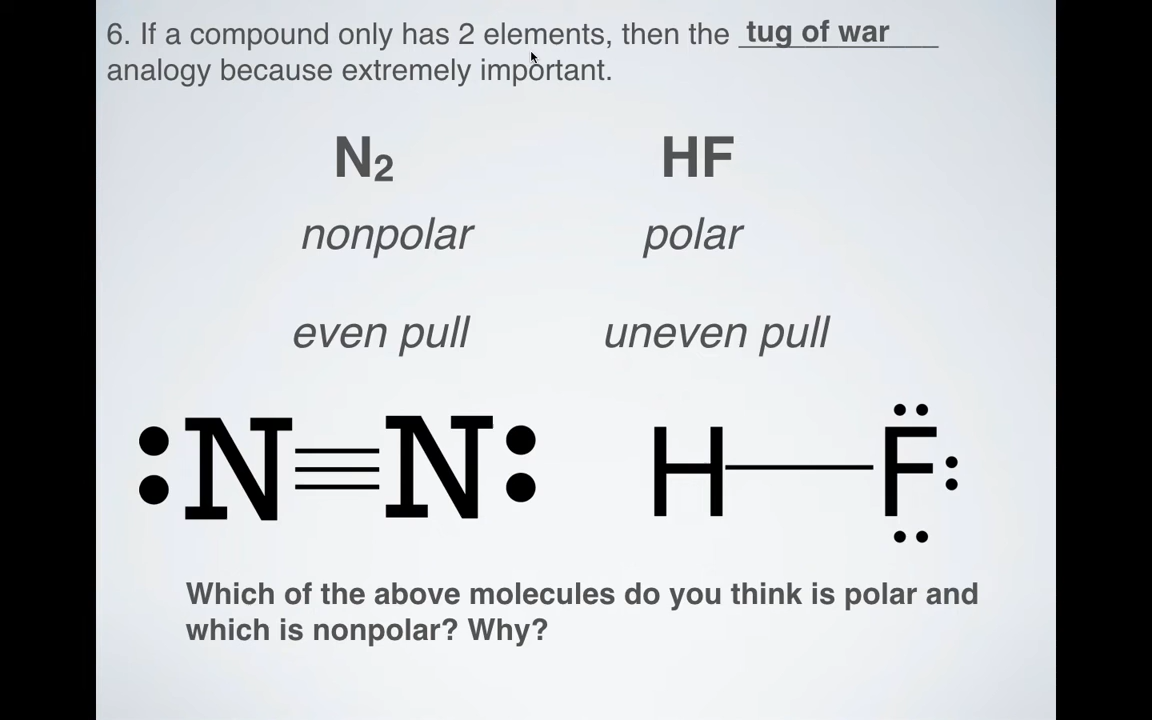 6. If a compound only has 2 elements, then the tug of war
analogy because extremely important.
N₂ HF
nonpolar polar
even pull uneven pull
:N≡N: H—F
Which of the above molecules do you think is polar and
which is nonpolar? Why?